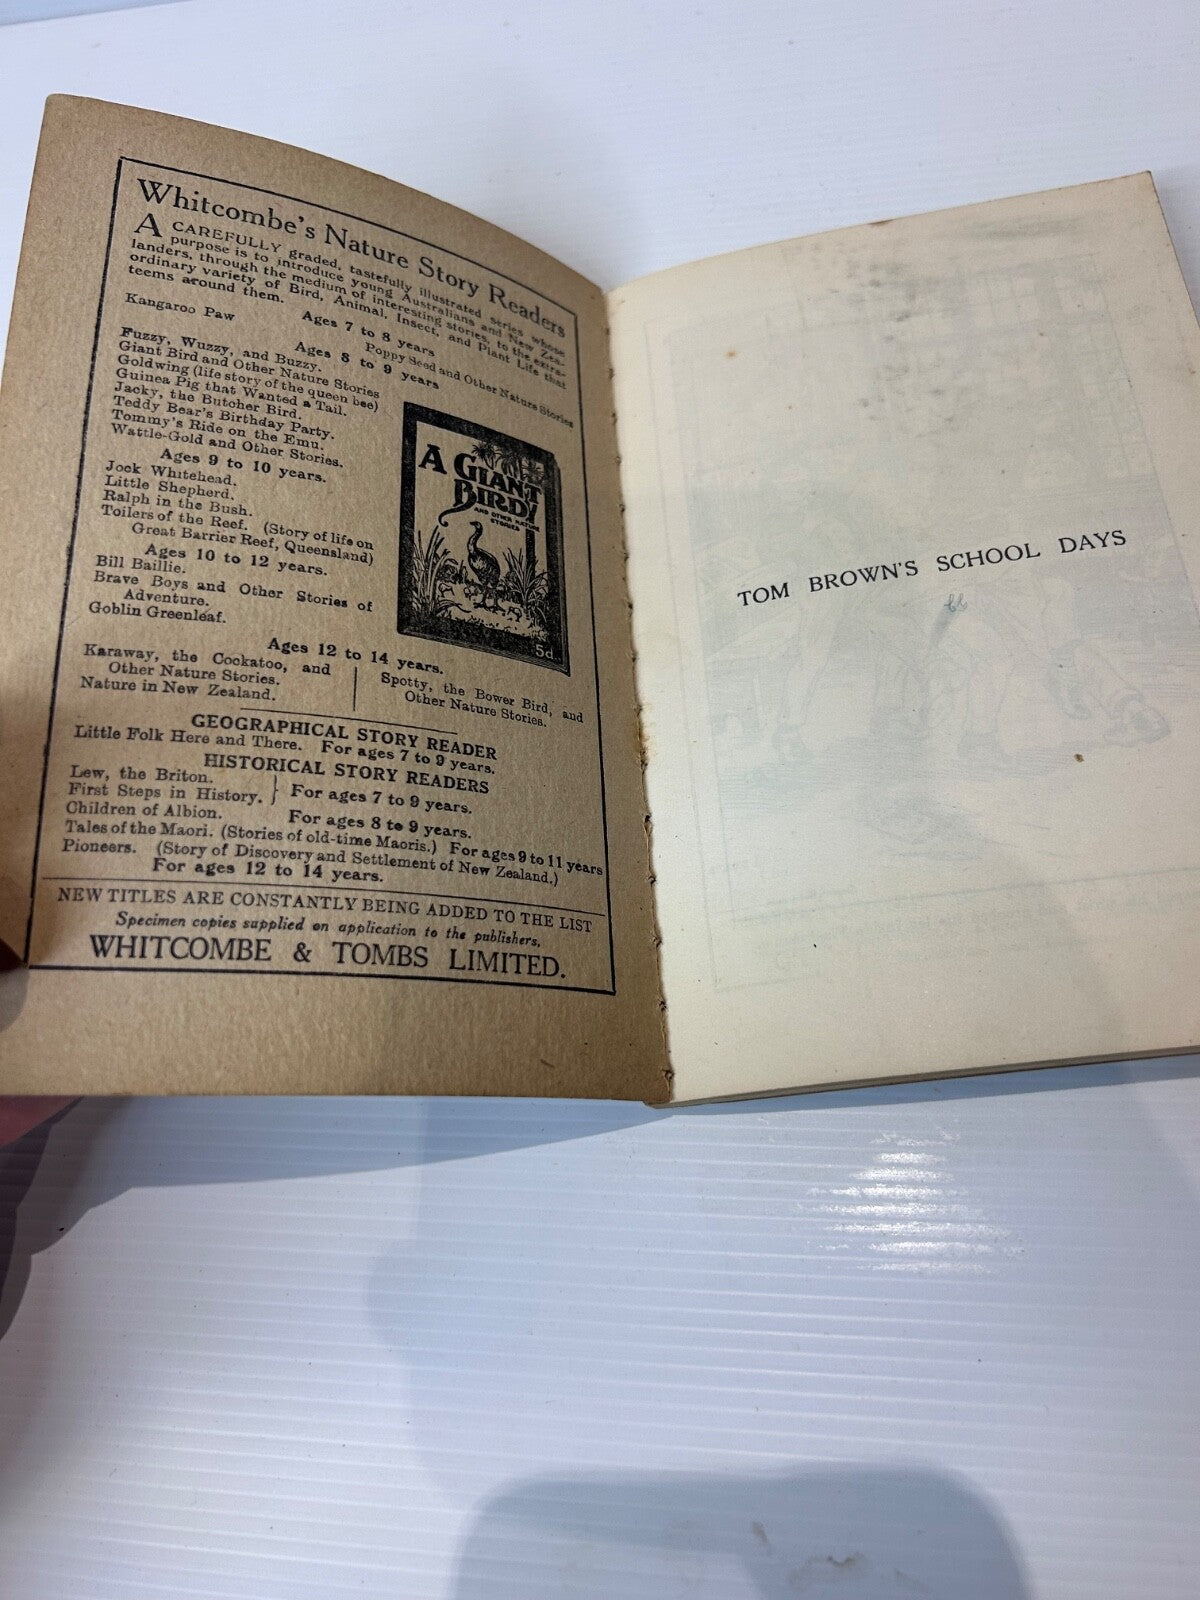 Whitcombe's Nature Story Readers
A CAREFULLY graded, tastefully illustrated series whose
purpose is to introduce young Australians and New Zea-
landers, through the medium of interesting stories, to the extra-
ordinary variety of Bird, Animal, Insect, and Plant Life that
teems around them.
Ages 7 to 8 years
Kangaroo Paw
Poppy Seed and Other Nature Stories
Ages 8 to 9 years
Fuzzy, Wuzzy, and Buzzy.
Giant Bird and Other Nature Stories
Goldwing (life story of the queen bee)
Guinea Pig that Wanted a Tail.
Jacky, the Butcher Bird.
Teddy Bear's Birthday Party.
Tommy's Ride on the Emu.
Wattle-Gold and Other Stories.
Ages 9 to 10 years.
Jock Whitehead.
Little Shepherd.
Ralph in the Bush.
Toilers of the Reef. (Story of life on
Great Barrier Reef, Queensland)
Ages 10 to 12 years.
Bill Baillie.
Brave Boys and Other Stories of
Adventure.
Goblin Greenleaf.
A GIANT
BIRD
AND OTHER NATURE
STORIES
5d.
Ages 12 to 14 years.
Karaway, the Cockatoo, and
Other Nature Stories.
Nature in New Zealand.
Spotty, the Bower Bird, and
Other Nature Stories.
GEOGRAPHICAL STORY READER
Little Folk Here and There. For ages 7 to 9 years.
HISTORICAL STORY READERS
Lew, the Briton.
First Steps in History. } For ages 7 to 9 years.
Children of Albion. For ages 8 to 9 years.
Tales of the Maori. (Stories of old-time Maoris.) For ages 9 to 11 years
Pioneers. (Story of Discovery and Settlement of New Zealand.)
For ages 12 to 14 years.
NEW TITLES ARE CONSTANTLY BEING ADDED TO THE LIST
Specimen copies supplied on application to the publishers,
WHITCOMBE & TOMBS LIMITED.
TOM BROWN'S SCHOOL DAYS